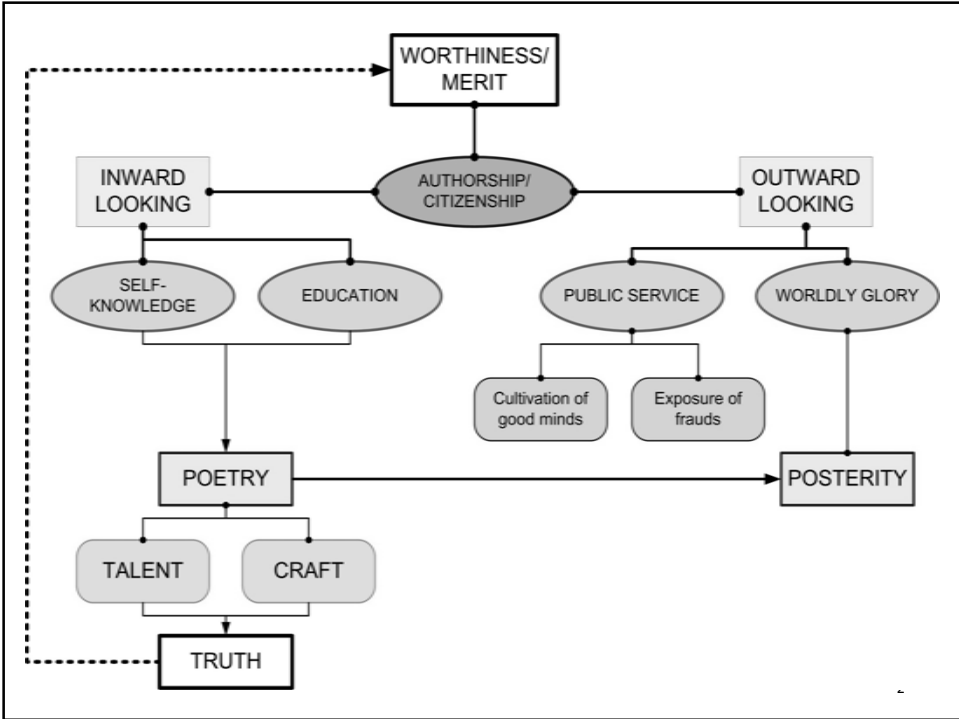 WORTHINESS/
MERIT
AUTHORSHIP/
CITIZENSHIP
INWARD
LOOKING
OUTWARD
LOOKING
SELF-
KNOWLEDGE
EDUCATION
PUBLIC SERVICE
WORLDLY GLORY
Cultivation of
good minds
Exposure of
frauds
POETRY
POSTERITY
TALENT
CRAFT
TRUTH